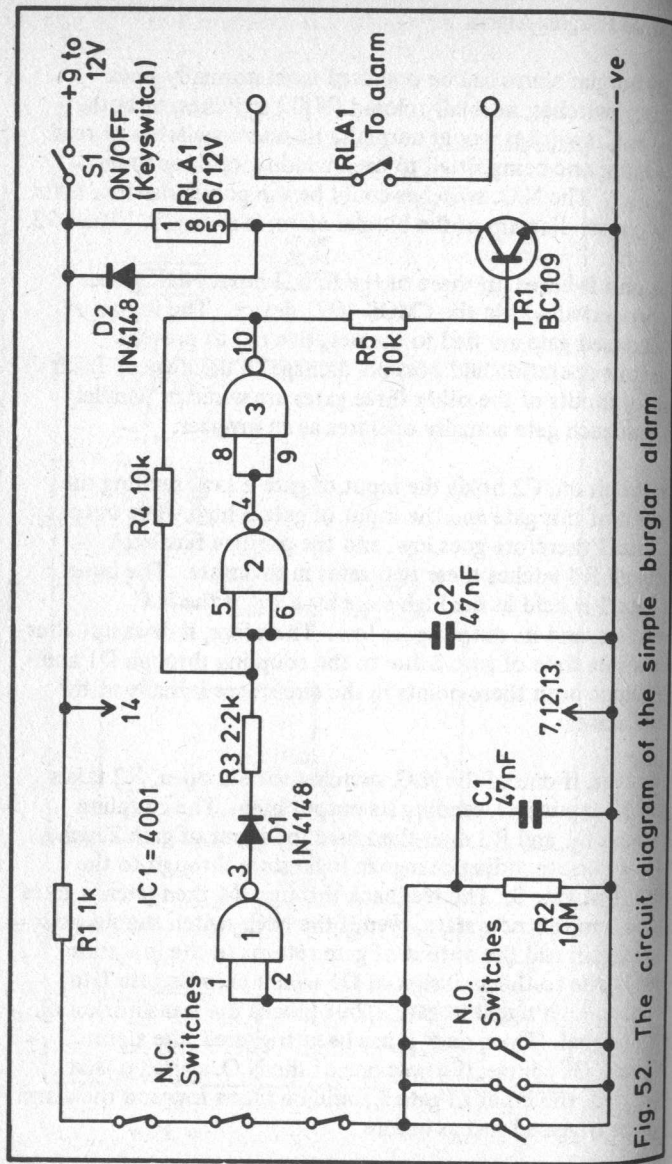 S1
ON/OFF
(Keyswitch)
+9 to
12V
D2
1N4148
RLA1
6/12V
1
8
5
RLA1
To alarm
R4 10k
10
R5
10k
TR1
BC109
8
9
3
4
5
6
2
C2
47nF
14
R1 1k
IC1 = 4001
R3 2·2k
D1
1N4148
3
1
2
7,12,13
C1
47nF
R2
10M
N.C.
Switches
N.O.
Switches
-ve
Fig.52. The circuit diagram of the simple burglar alarm